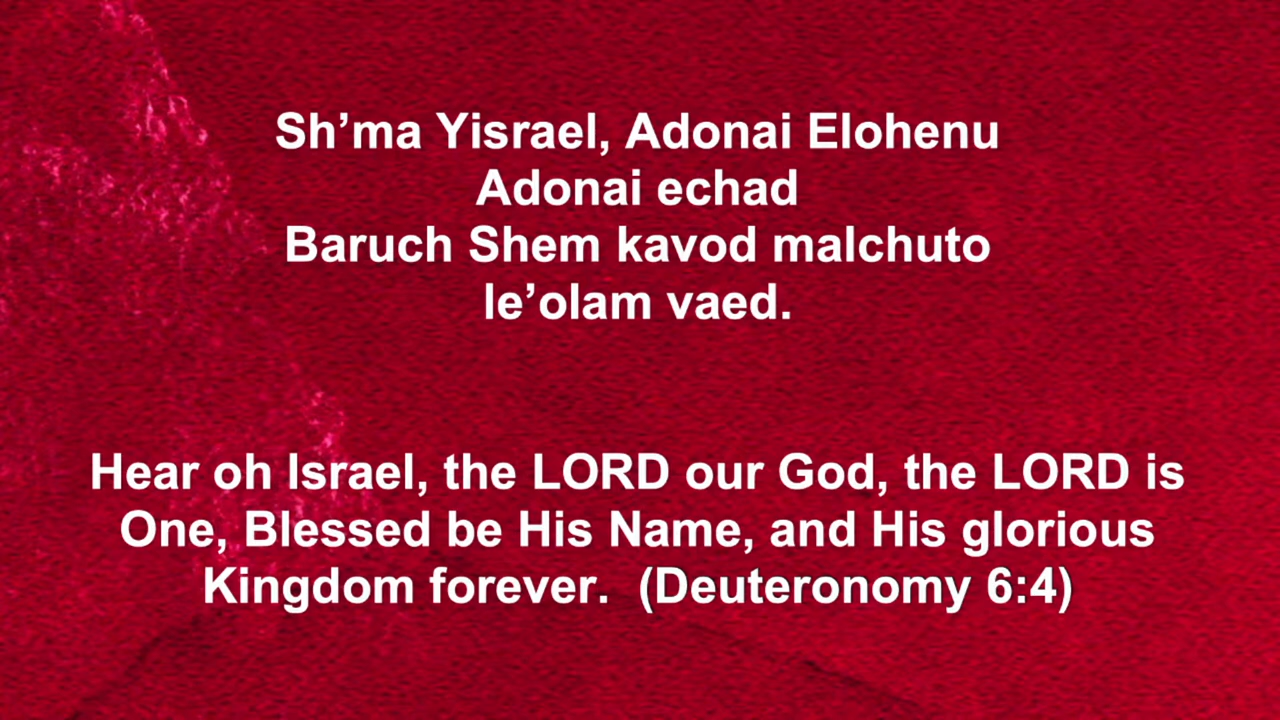 Sh’ma Yisrael, Adonai Elohenu
Adonai echad
Baruch Shem kavod malchuto
le’olam vaed.
Hear oh Israel, the LORD our God, the LORD is
One, Blessed be His Name, and His glorious
Kingdom forever.  (Deuteronomy 6:4)